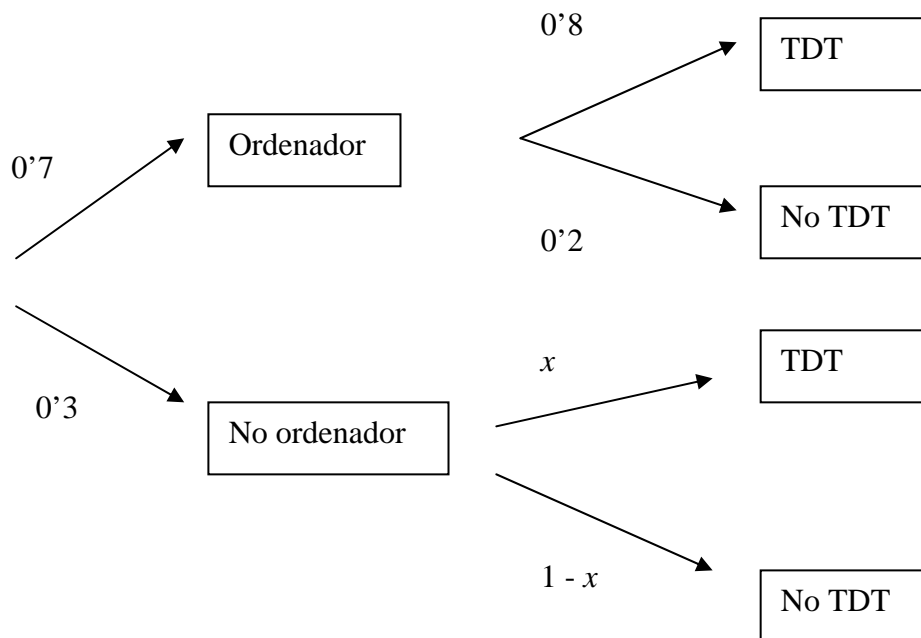 0’8
TDT
Ordenador
0’7
No TDT
0’2
TDT
x
0’3
No ordenador
1 - x
No TDT